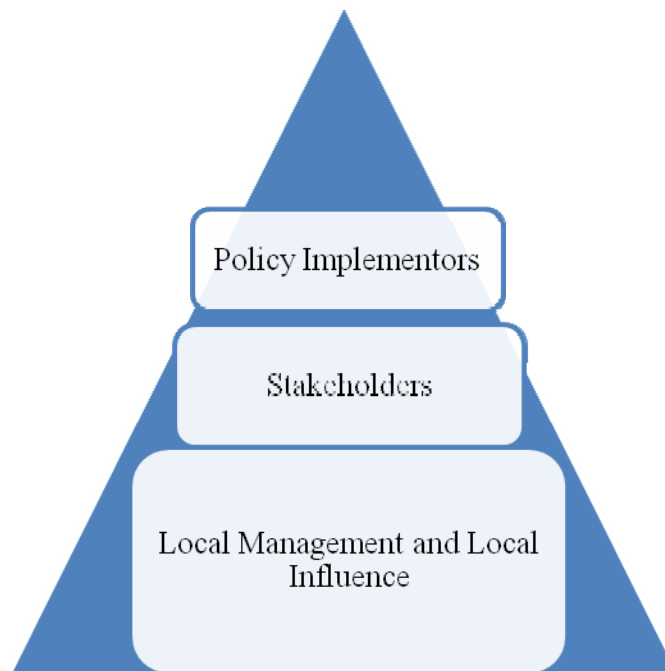 Policy Implementors
Stakeholders
Local Management and Local
Influence